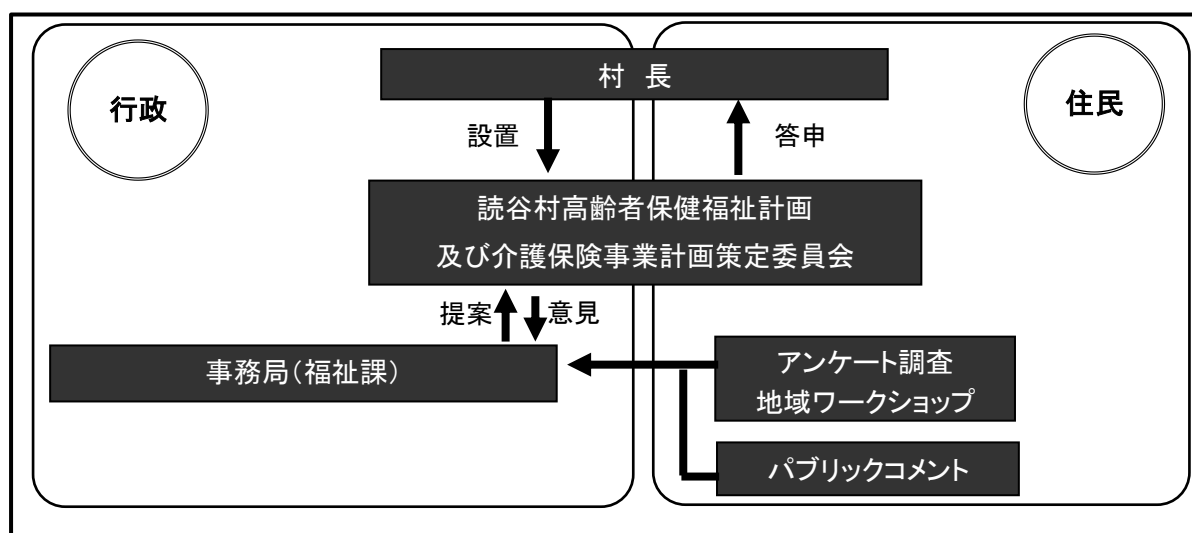 村 長
行政
住民
設置
答申
読谷村高齢者保健福祉計画
及び介護保険事業計画策定委員会
提案
意見
事務局(福祉課)
アンケート調査
地域ワークショップ
パブリックコメント